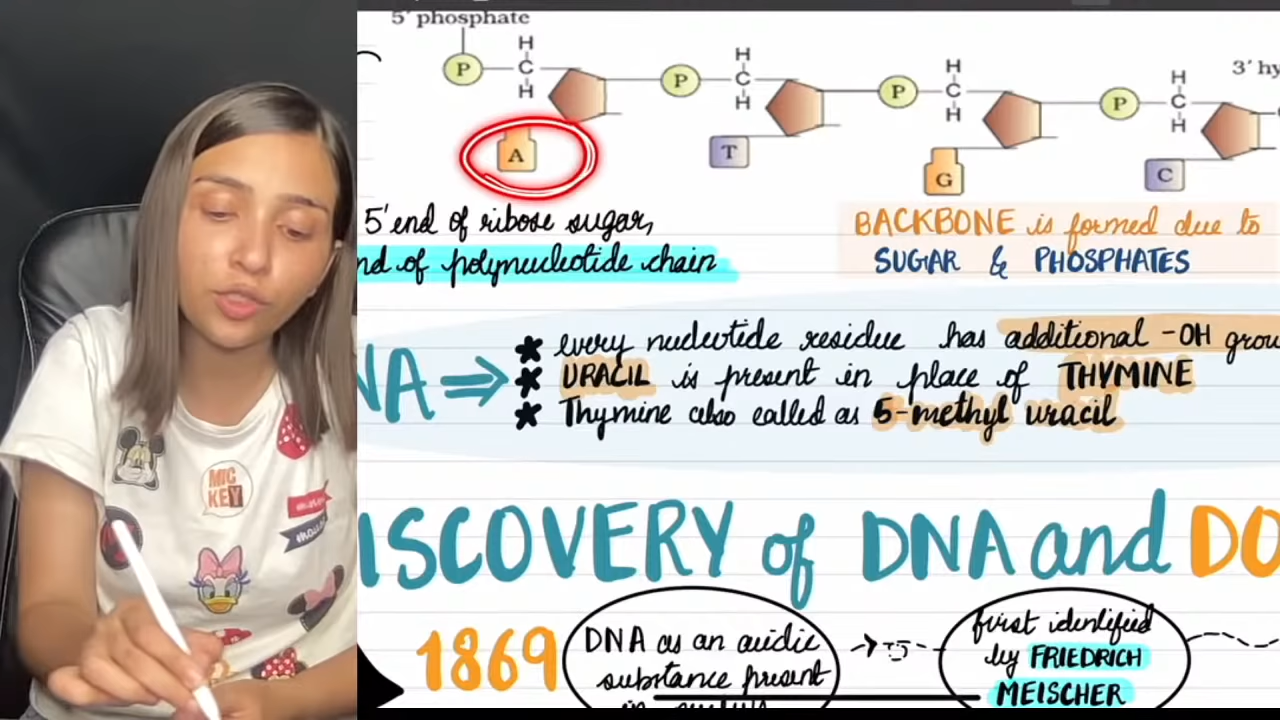 5′ phosphate
H
P C
H
A
H
P C
H
T
H
P C
H
G
3′ hy
H
P C
H
C
5'end of ribose sugar,
nd of polynucleotide chain
BACKBONE is formed due to
SUGAR & PHOSPHATES
NA ⇒
★ every nucleotide residue has additional -OH grou
★ URACIL is present in place of THYMINE
★ Thymine also called as 5-methyl uracil
ISCOVERY of DNA and DO
1869
DNA as an acidic
substance present
in nucleus
first identified
by FRIEDRICH
MEISCHER
MIC
KEY